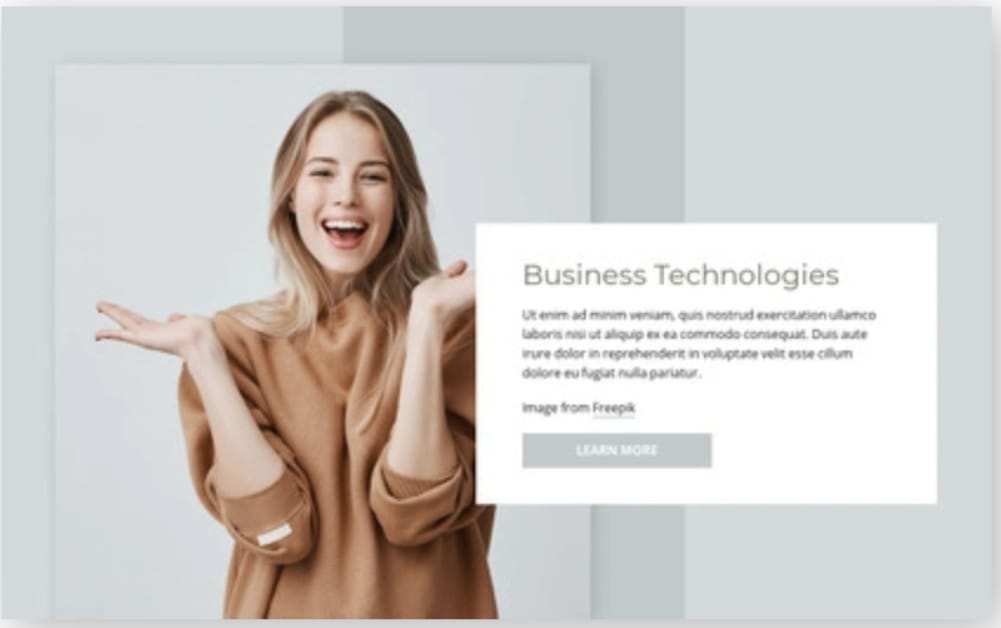 Business Technologies
Ut enim ad minim veniam, quis nostrud exercitation ullamco
laboris nisi ut aliquip ex ea commodo consequat. Duis aute
irure dolor in reprehenderit in voluptate velit esse cillum
dolore eu fugiat nulla pariatur.
Image from Freepik
LEARN MORE